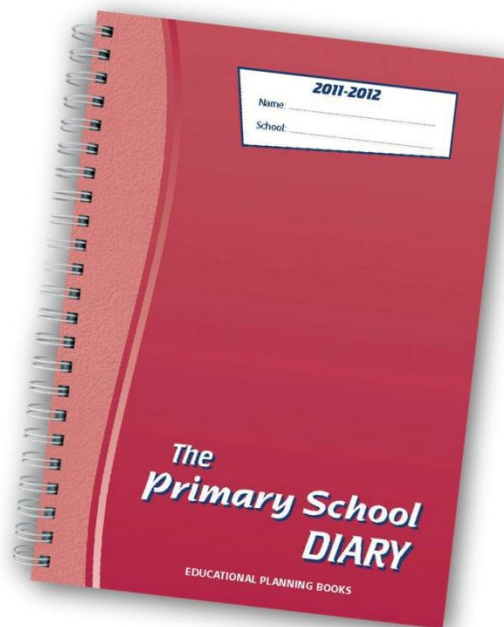 2011-2012
Name:
School:
The
Primary School
DIARY
EDUCATIONAL PLANNING BOOKS